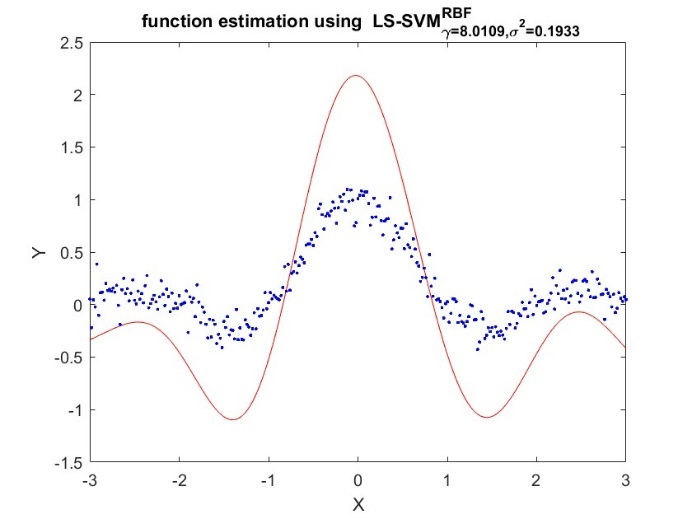 function estimation using LS-SVM^RBF_γ=8.0109,σ^2=0.1933
2.5
2
1.5
1
0.5
0
-0.5
-1
-1.5
Y
-3 -2 -1 0 1 2 3
X